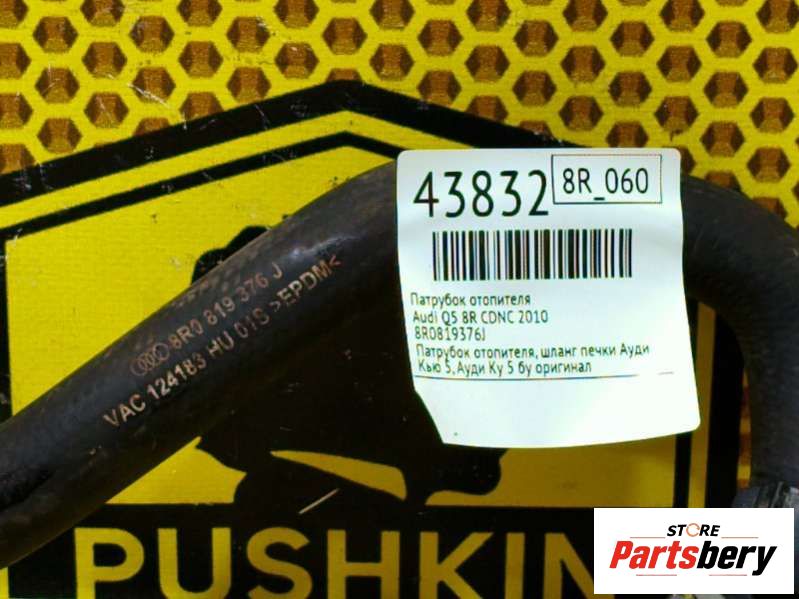 43832
8R_060
Патрубок отопителя
Audi Q5 8R CDNC 2010
8R0819376J
Патрубок отопителя, шланг печки Ауди
Кью 5, Ауди Ку 5 бу оригинал
8R0 819 376 J
VAC 124183 HU 01S >EPDM<
PUSHKIN
STORE
Partsbery